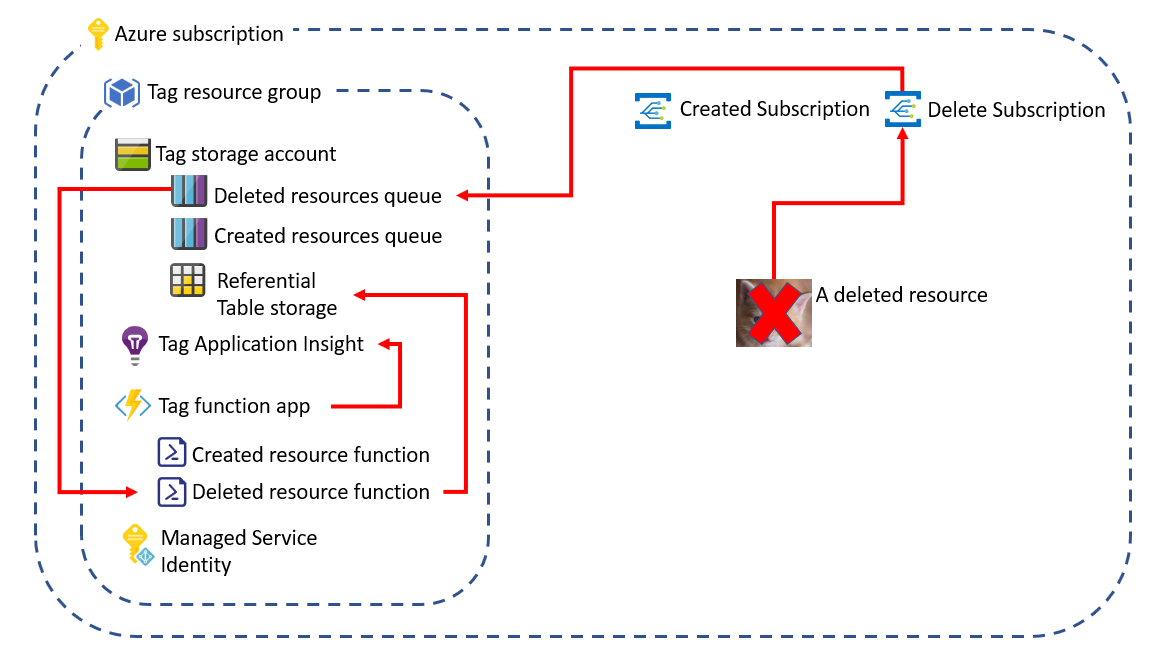 Azure subscription
Tag resource group
Created Subscription
Delete Subscription
Tag storage account
Deleted resources queue
Created resources queue
Referential
Table storage
A deleted resource
Tag Application Insight
Tag function app
Created resource function
Deleted resource function
Managed Service
Identity